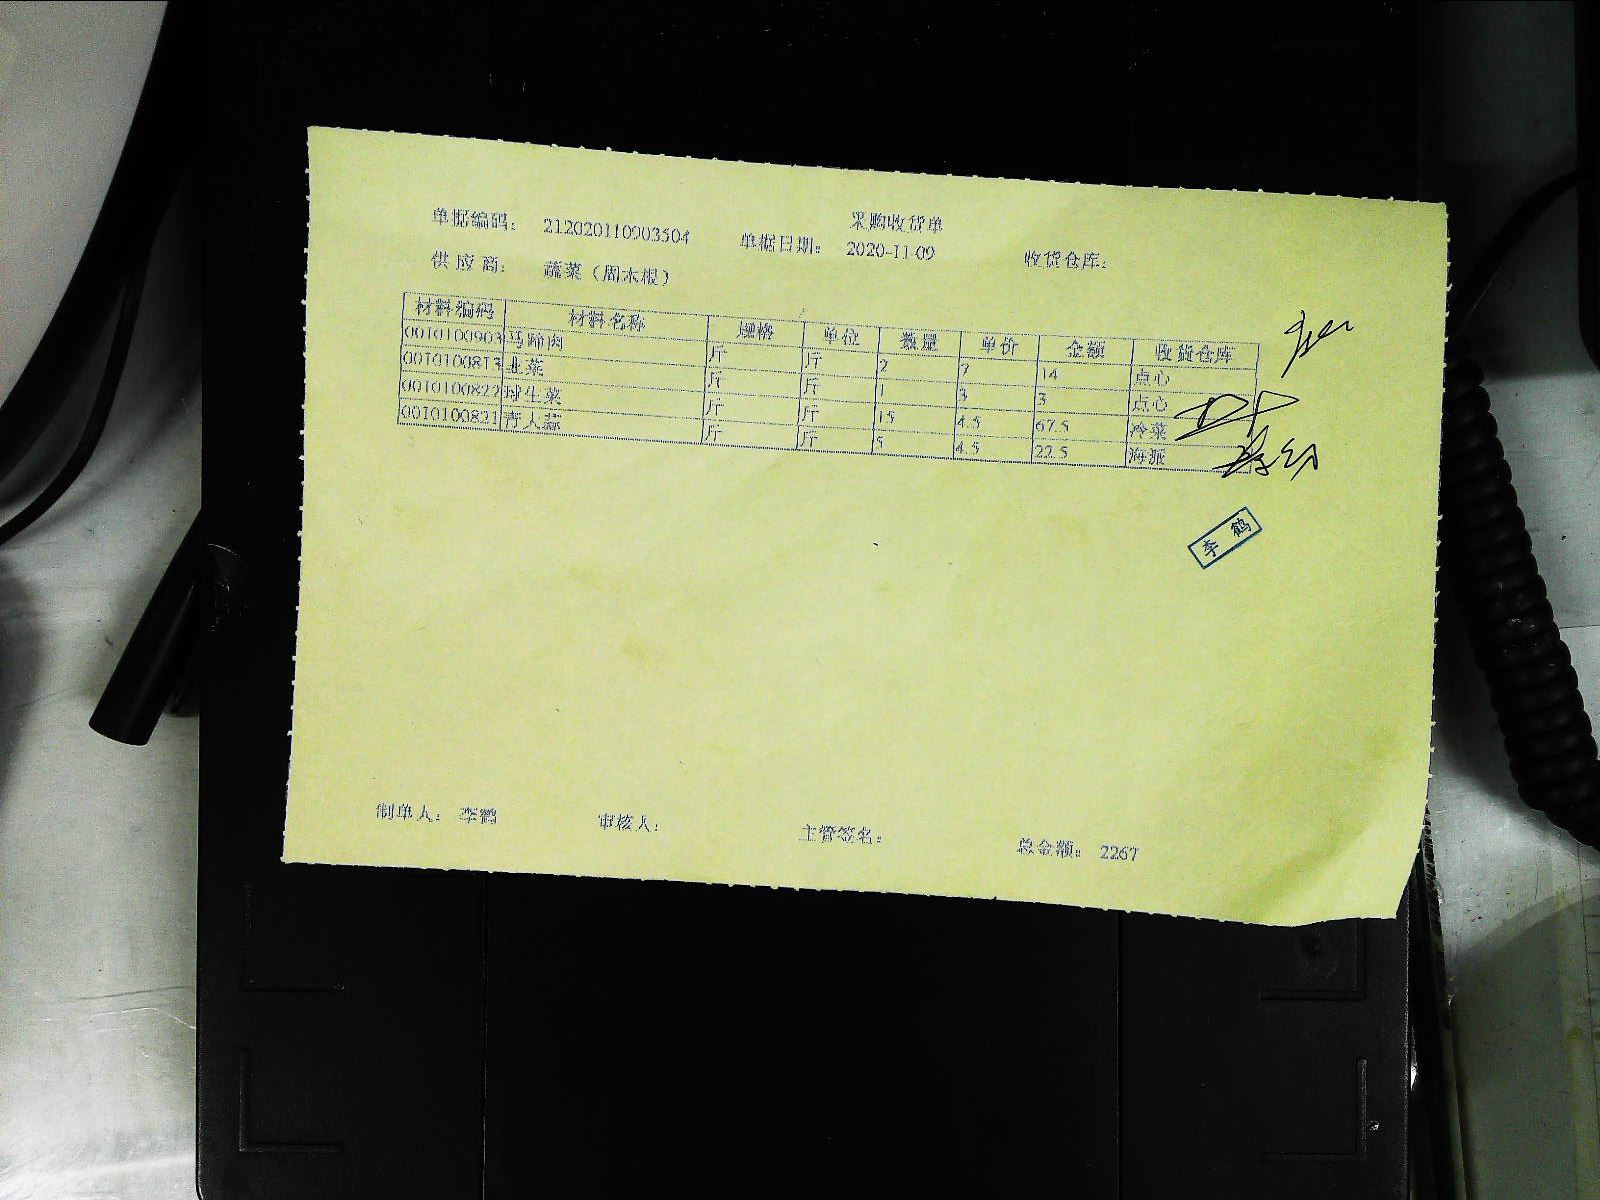 采购收货单
单据编码： 212020110903504 单据日期： 2020-11-09 收货仓库：
供应商： 蔬菜（周木根）
材料编码 材料名称 规格 单位 数量 单价 金额 收货仓库
0010100903 马蹄肉 斤 斤 2 7 14 点心
0010100813 韭菜 斤 斤 1 3 3 点心
0010100822 球生菜 斤 斤 15 4.5 67.5 冷菜
0010100821 青大蒜 斤 斤 5 4.5 22.5 海派
李鹤
制单人： 李鹤 审核人： 主管签名： 总金额： 2267